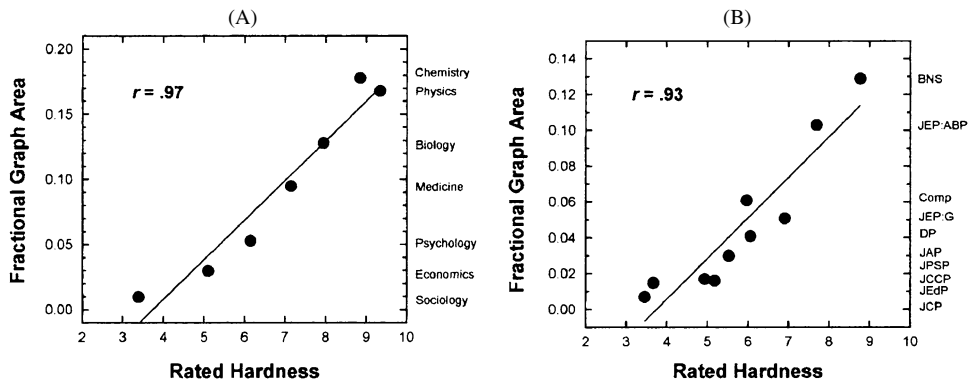 (A)
Fractional Graph Area
0.20
0.15
0.10
0.05
0.00
r = .97
Chemistry
Physics
Biology
Medicine
Psychology
Economics
Sociology
2 3 4 5 6 7 8 9 10
Rated Hardness
(B)
Fractional Graph Area
0.14
0.12
0.10
0.08
0.06
0.04
0.02
0.00
r = .93
BNS
JEP:ABP
Comp
JEP:G
DP
JAP
JPSP
JCCP
JEdP
JCP
2 3 4 5 6 7 8 9 10
Rated Hardness